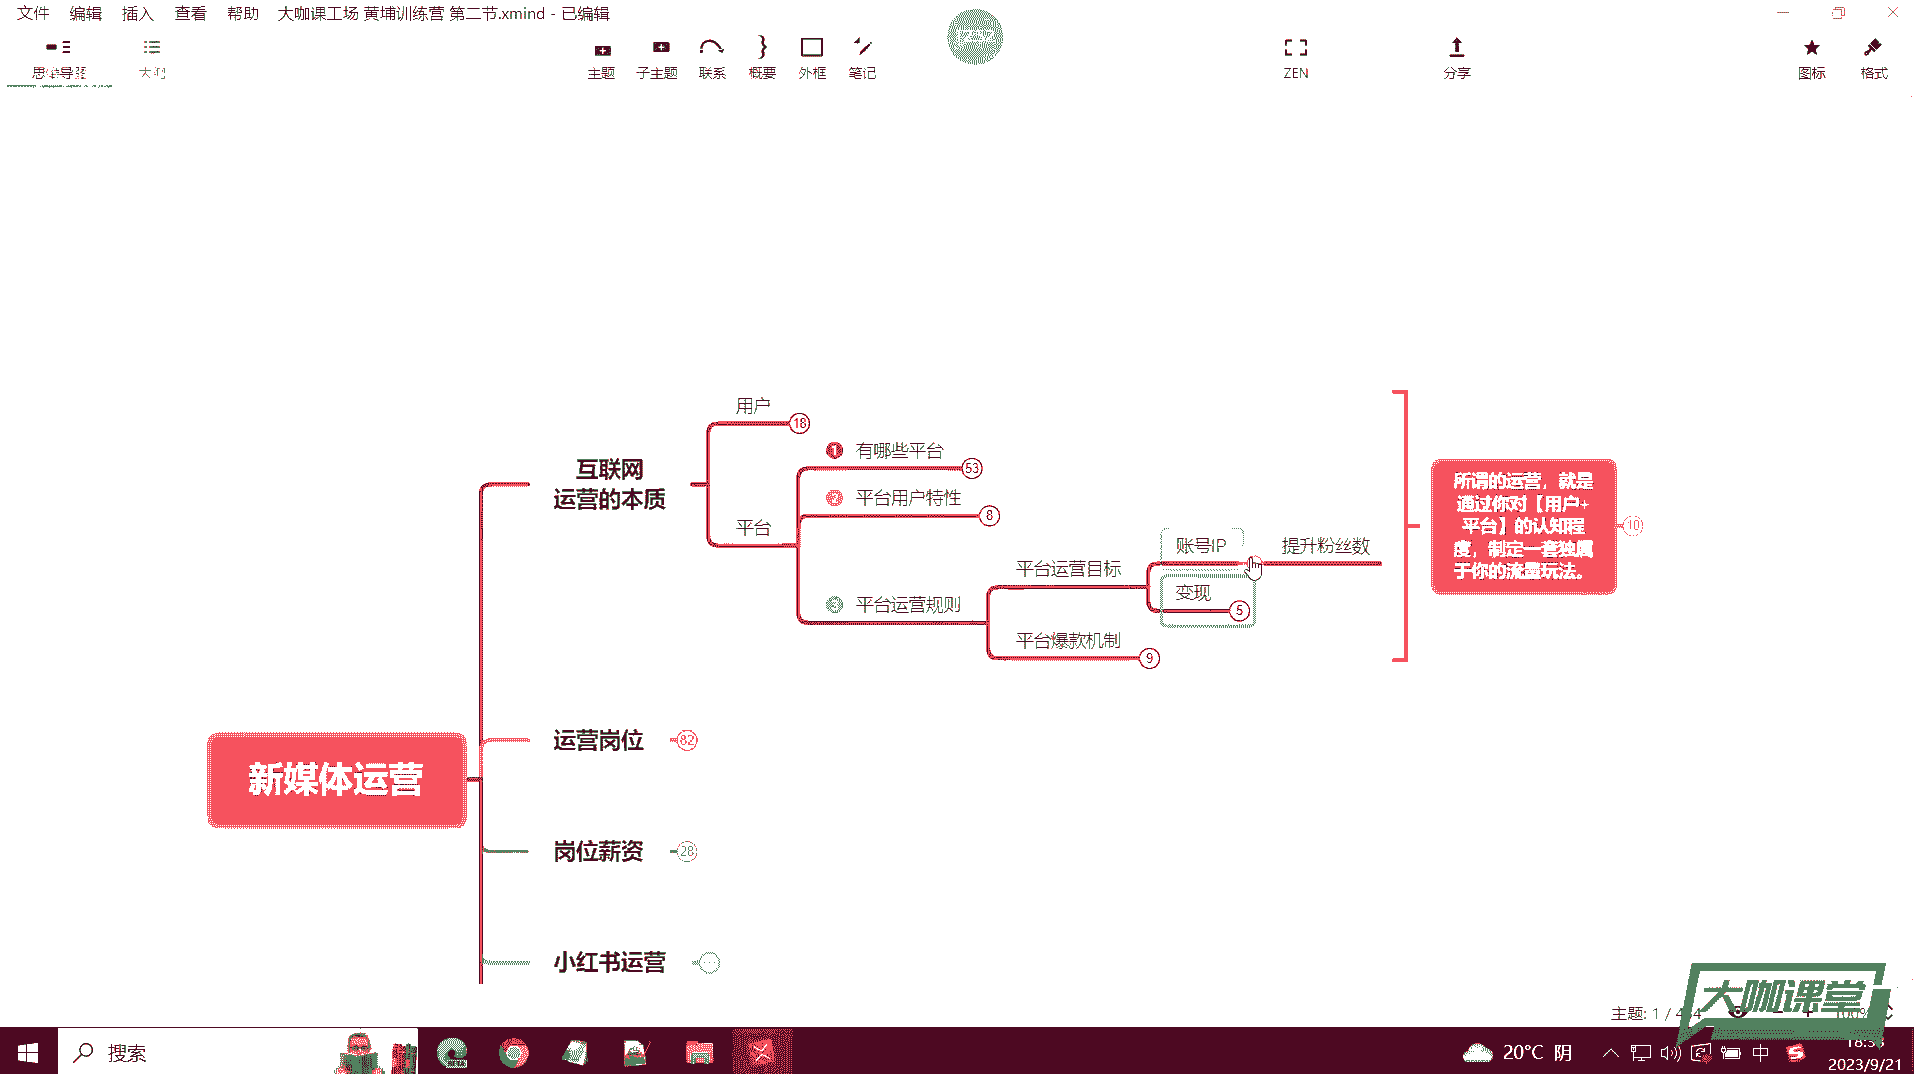 文件 编辑 插入 查看 帮助 大咖课工场 黄埔训练营 第二节.xmind - 已编辑
思维导图 大纲 主题 子主题 联系 概要 外框 笔记 ZEN 分享 图标 格式
用户 18
1 有哪些平台 53
互联网
运营的本质
2 平台用户特性 8
平台
账号IP 提升粉丝数
平台运营目标
变现 5
3 平台运营规则
平台爆款机制 9
所谓的运营，就是
通过你对【用户+
平台】的认知程
度，制定一套独属
于你的流量玩法。
10
运营岗位 82
新媒体运营
岗位薪资 28
小红书运营
大咖课堂
主题: 1 /
100%
搜索
20°C 阴
中
2023/9/21